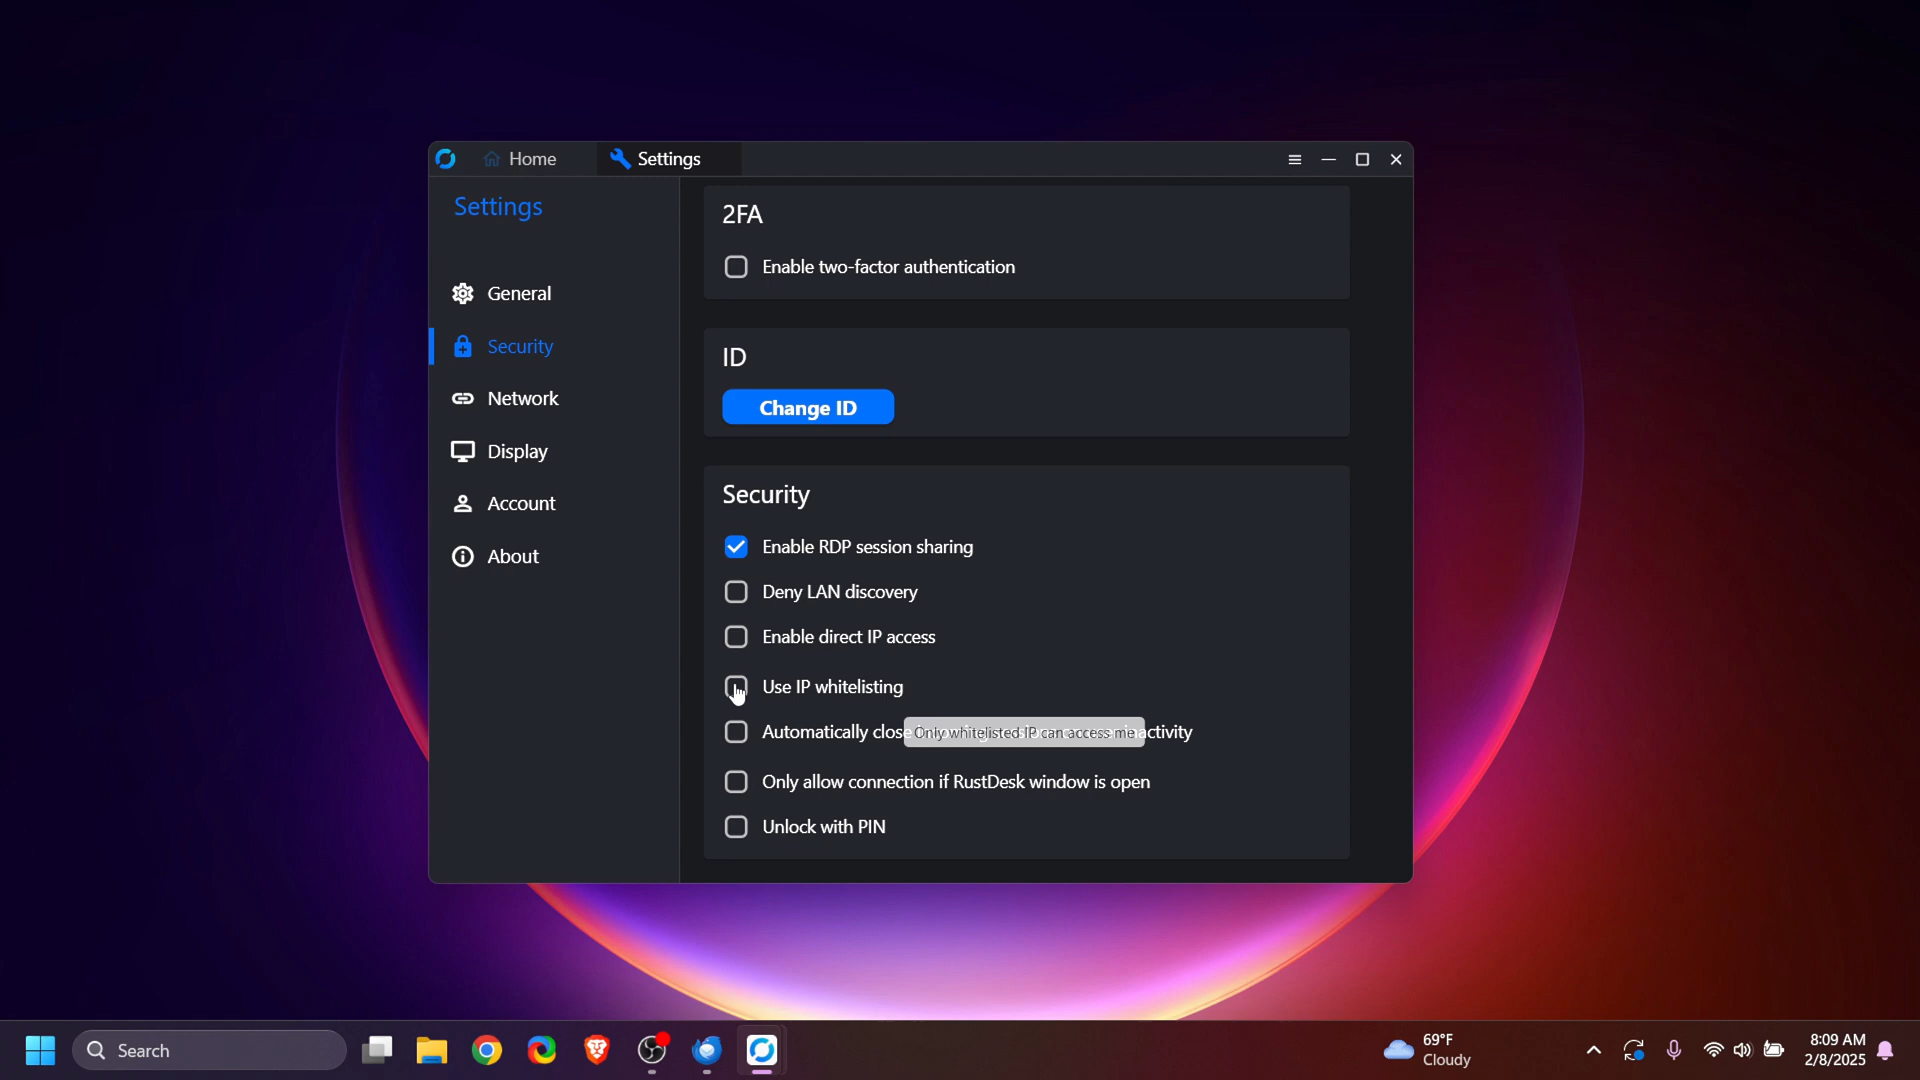 Home
Settings
Settings
General
Security
Network
Display
Account
About
2FA
Enable two-factor authentication
ID
Change ID
Security
Enable RDP session sharing
Deny LAN discovery
Enable direct IP access
Use IP whitelisting
Automatically close
activity
Only whitelisted IP can access me
Only allow connection if RustDesk window is open
Unlock with PIN
Search
69°F
Cloudy
8:09 AM
2/8/2025